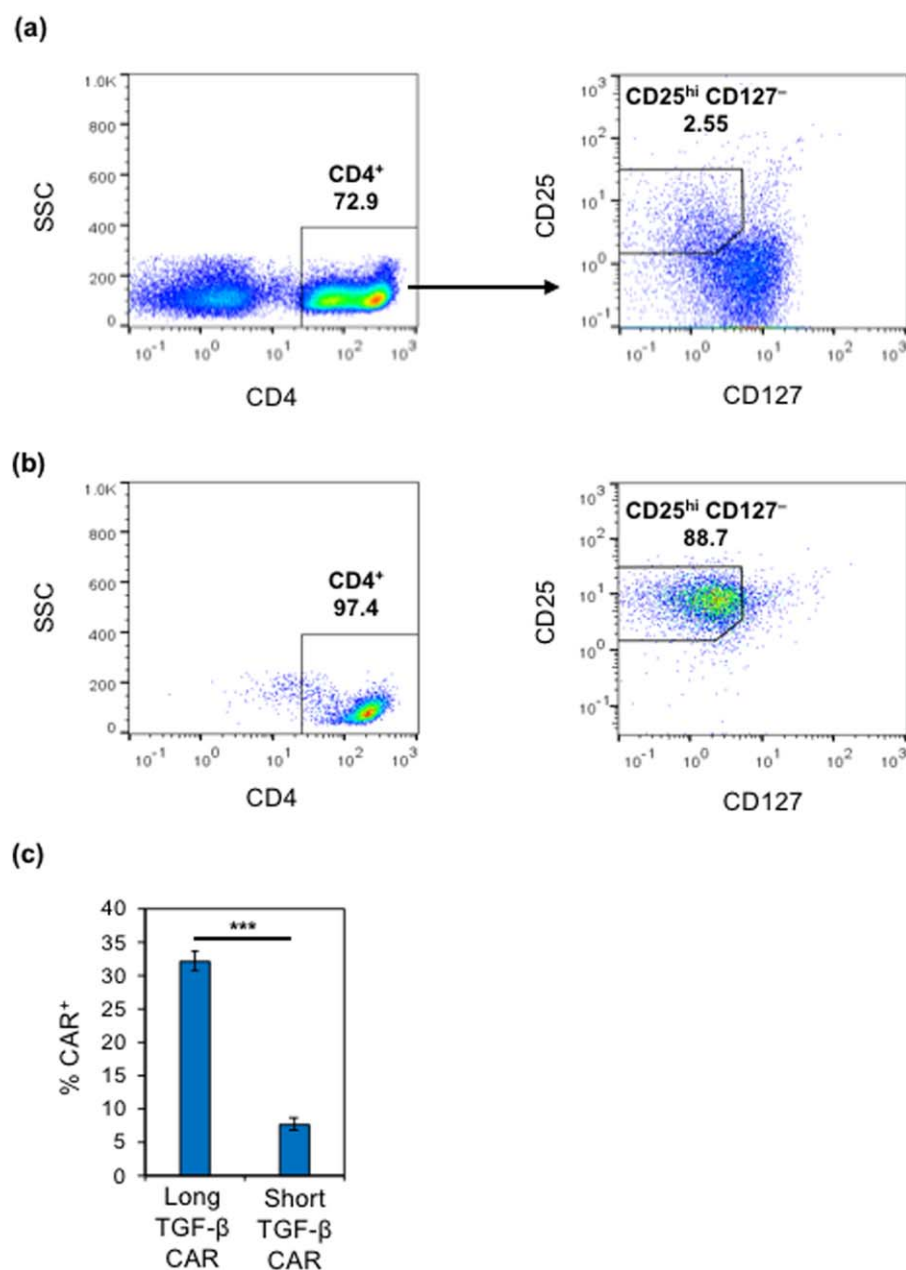 (a)
1.0K
800
600
400
200
0
SSC
CD4⁺
72.9
10⁻¹ 10⁰ 10¹ 10² 10³
CD4
10³
10²
10¹
10⁰
10⁻¹
CD25
CD25ʰⁱ CD127⁻
2.55
10⁻¹ 10⁰ 10¹ 10² 10³
CD127
(b)
1.0K
800
600
400
200
0
SSC
CD4⁺
97.4
10⁻¹ 10⁰ 10¹ 10² 10³
CD4
10³
10²
10¹
10⁰
10⁻¹
CD25
CD25ʰⁱ CD127⁻
88.7
10⁻¹ 10⁰ 10¹ 10² 10³
CD127
(c)
40
35
30
25
20
15
10
5
0
% CAR⁺
***
Long
TGF-β
CAR
Short
TGF-β
CAR